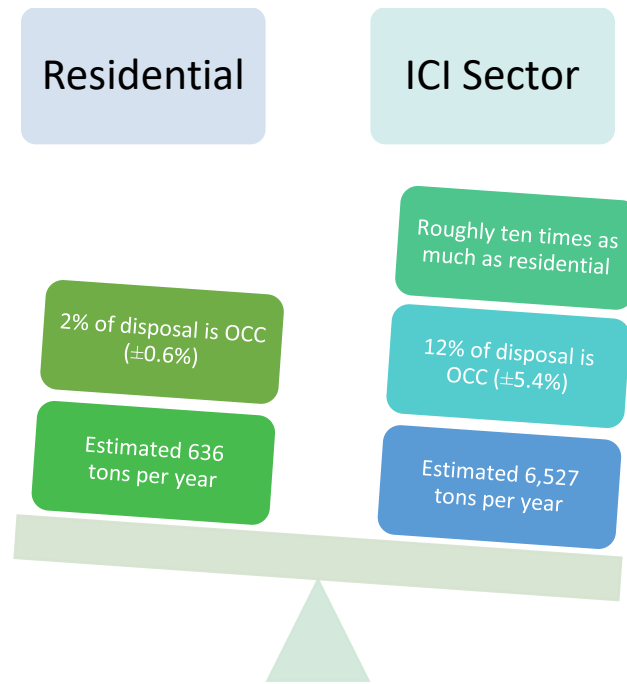 Residential
ICI Sector
2% of disposal is OCC
(±0.6%)
Estimated 636
tons per year
Roughly ten times as
much as residential
12% of disposal is
OCC (±5.4%)
Estimated 6,527
tons per year